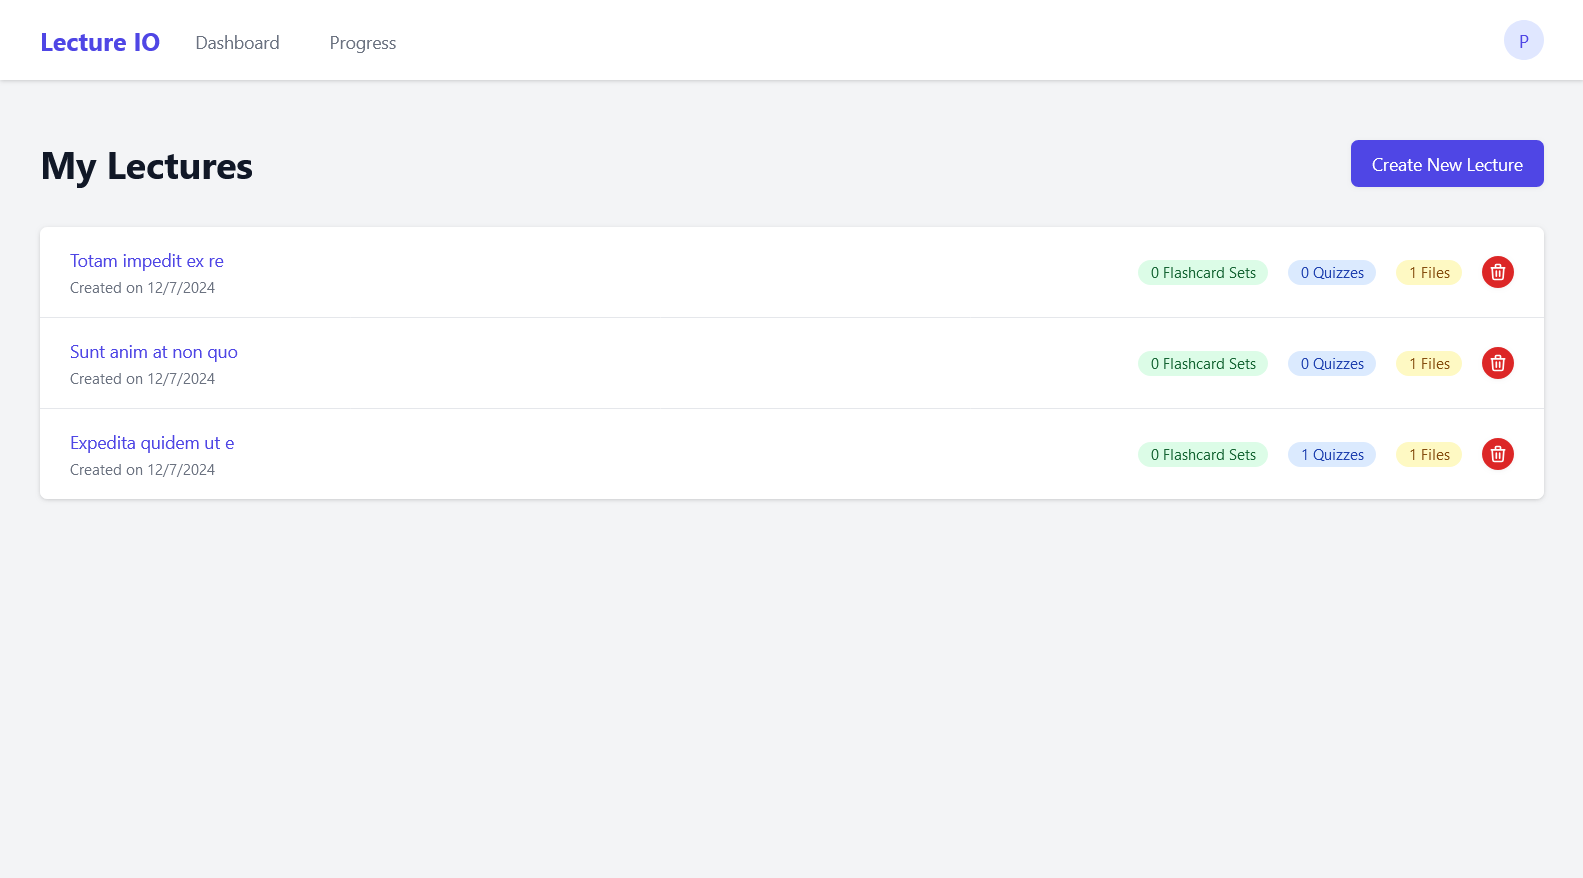 Lecture IO Dashboard Progress P
My Lectures Create New Lecture
Totam impedit ex re
Created on 12/7/2024
0 Flashcard Sets 0 Quizzes 1 Files
Sunt anim at non quo
Created on 12/7/2024
0 Flashcard Sets 0 Quizzes 1 Files
Expedita quidem ut e
Created on 12/7/2024
0 Flashcard Sets 1 Quizzes 1 Files